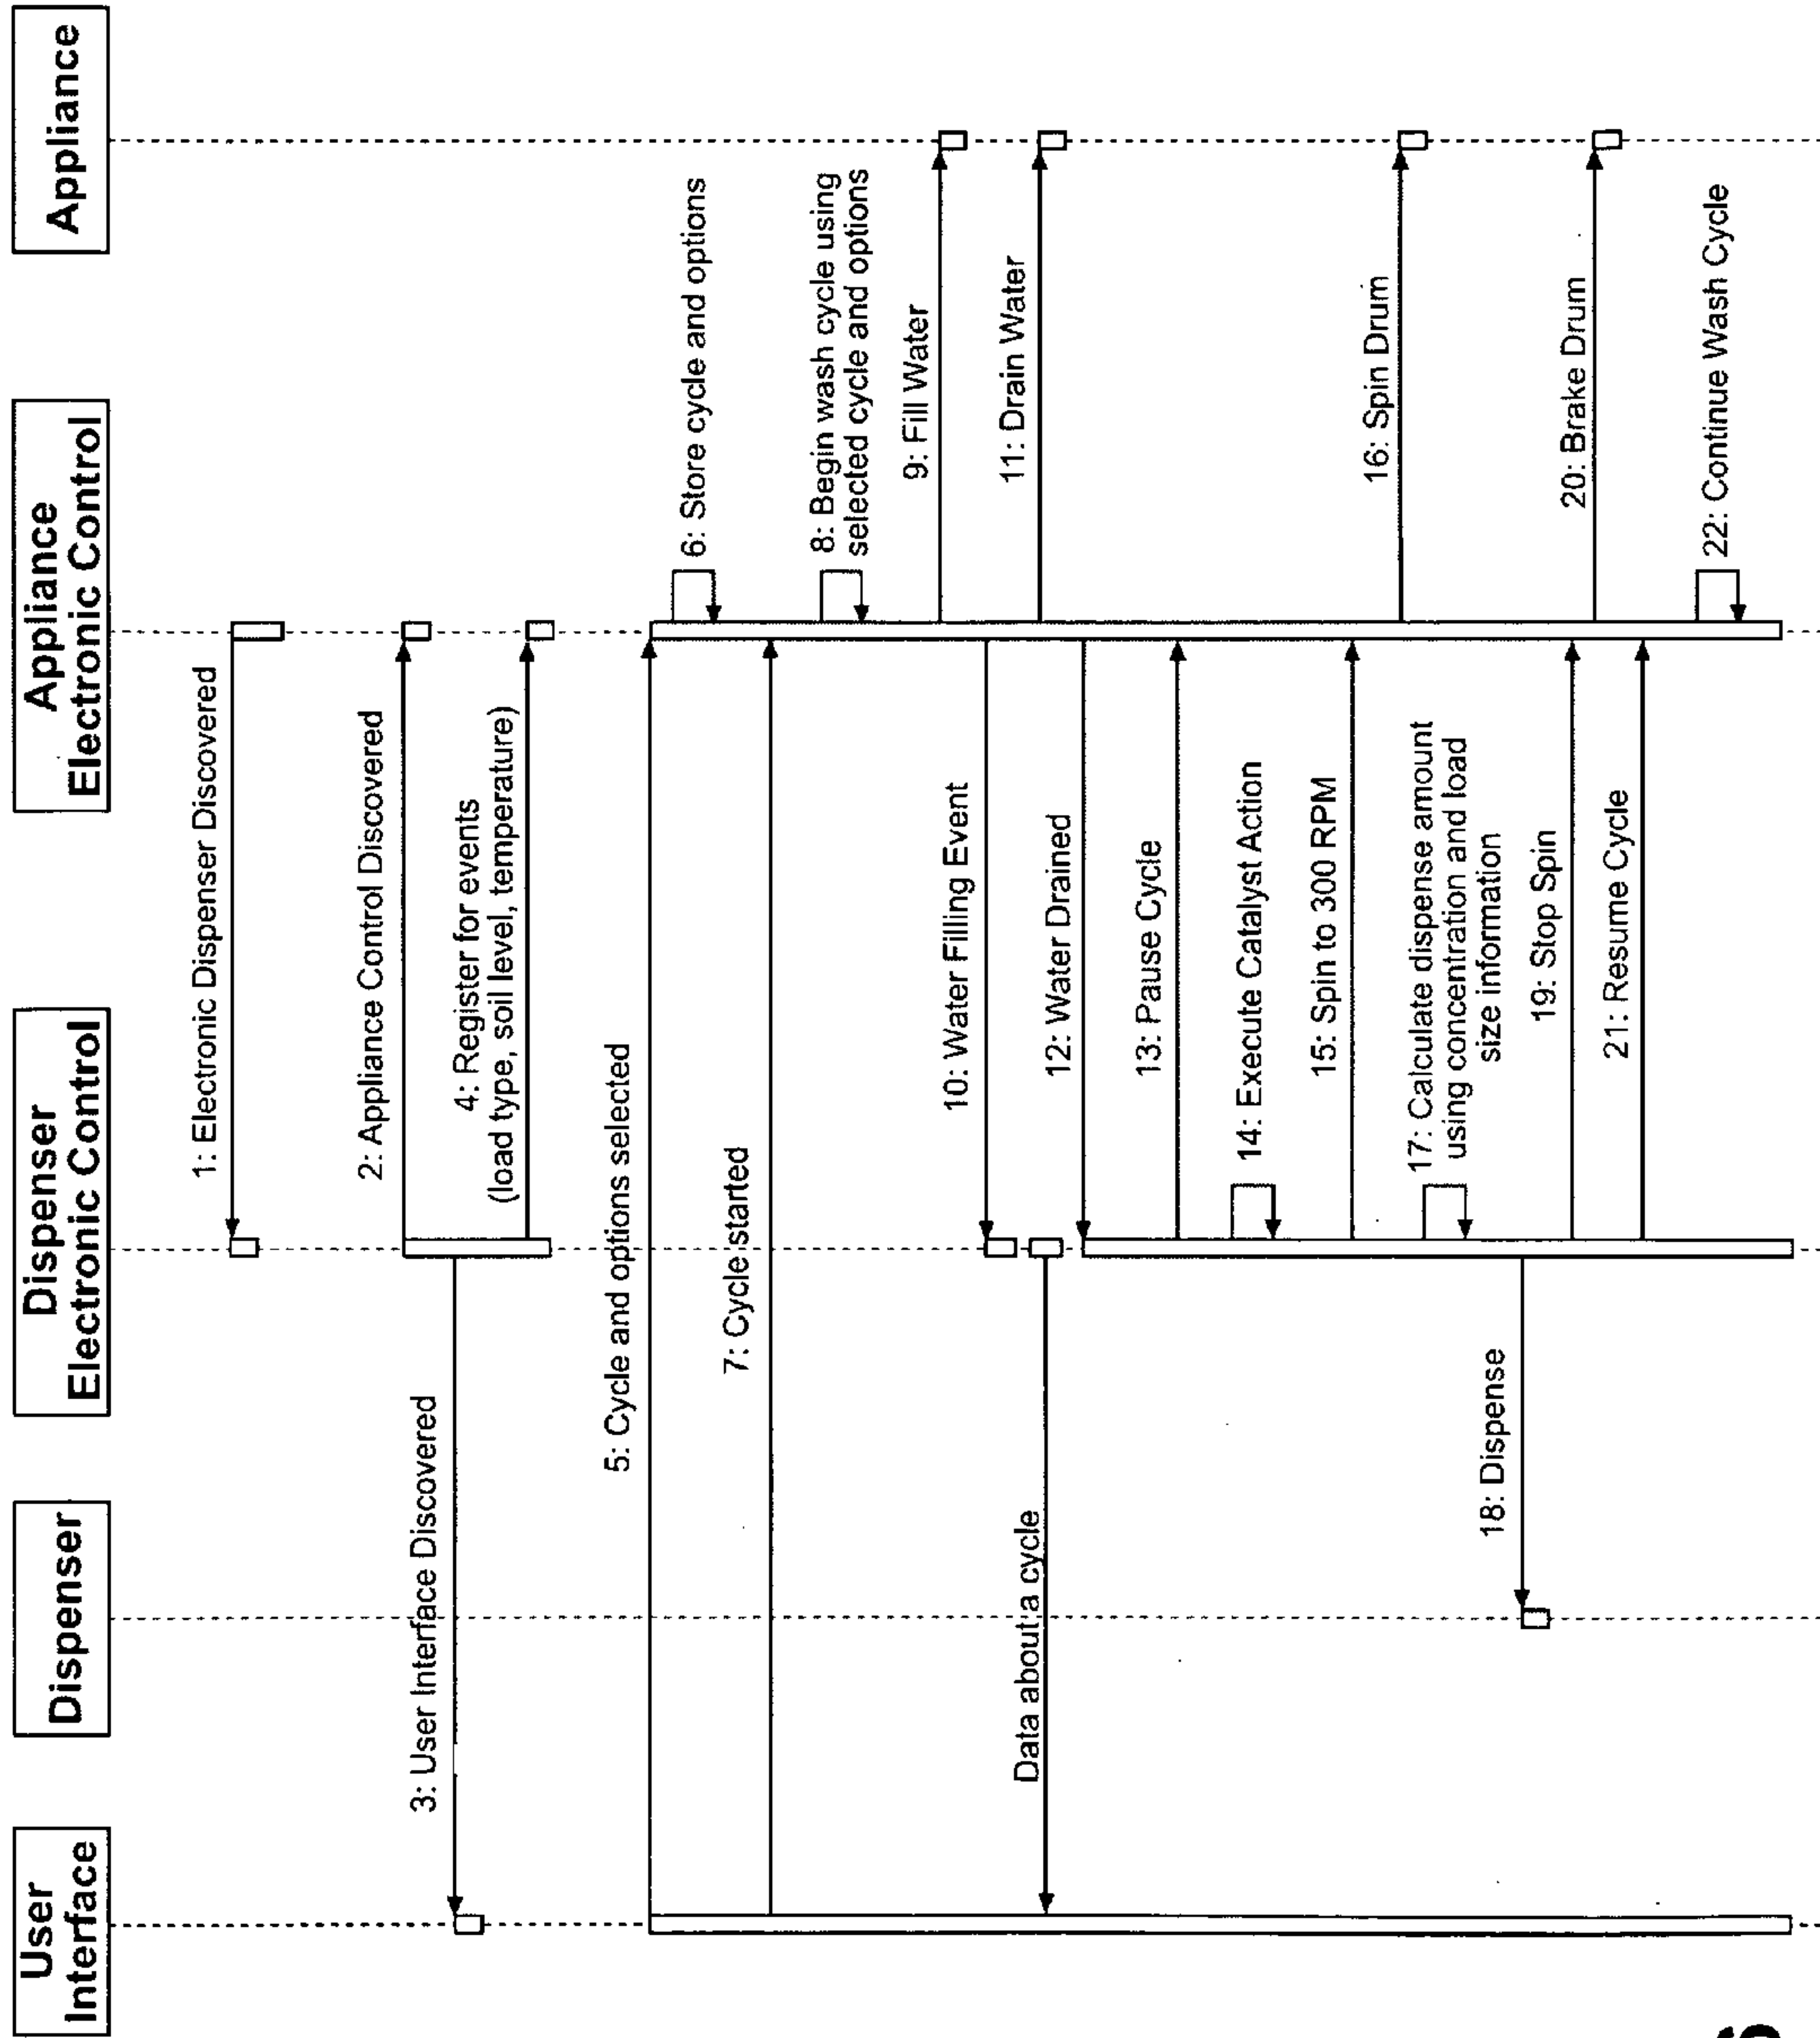 User
Interface
Dispenser
Dispenser
Electronic Control
Appliance
Electronic Control
Appliance
1: Electronic Dispenser Discovered
2: Appliance Control Discovered
3: User Interface Discovered
4: Register for events
(load type, soil level, temperature)
5: Cycle and options selected
6: Store cycle and options
7: Cycle started
8: Begin wash cycle using
selected cycle and options
9: Fill Water
10: Water Filling Event
11: Drain Water
Data about a cycle
12: Water Drained
13: Pause Cycle
14: Execute Catalyst Action
15: Spin to 300 RPM
16: Spin Drum
17: Calculate dispense amount
using concentration and load
size information
18: Dispense
19: Stop Spin
20: Brake Drum
21: Resume Cycle
22: Continue Wash Cycle